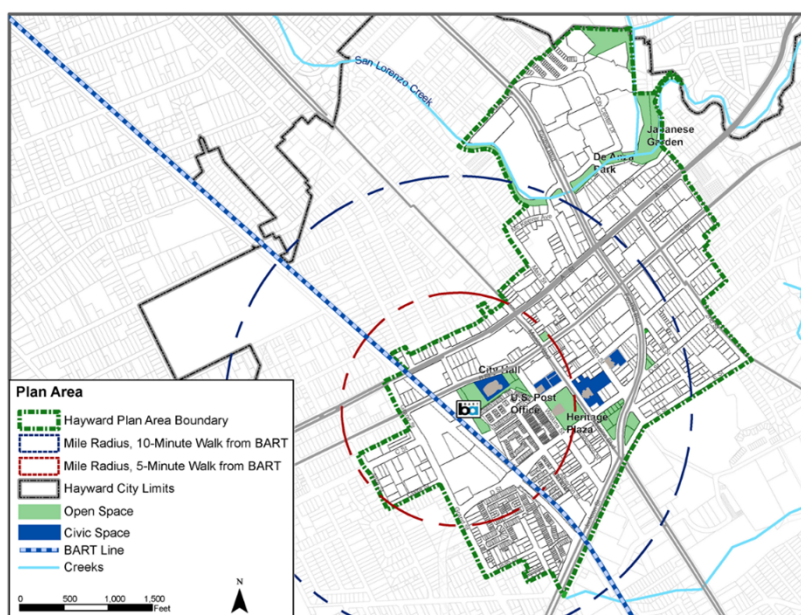 San Lorenzo Creek
Japanese
Garden
De Anza
Park
City Hall
ba
U.S. Post
Office
Heritage
Plaza
Plan Area
Hayward Plan Area Boundary
Mile Radius, 10-Minute Walk from BART
Mile Radius, 5-Minute Walk from BART
Hayward City Limits
Open Space
Civic Space
BART Line
Creeks
0 500 1,000 1,500
Feet
N